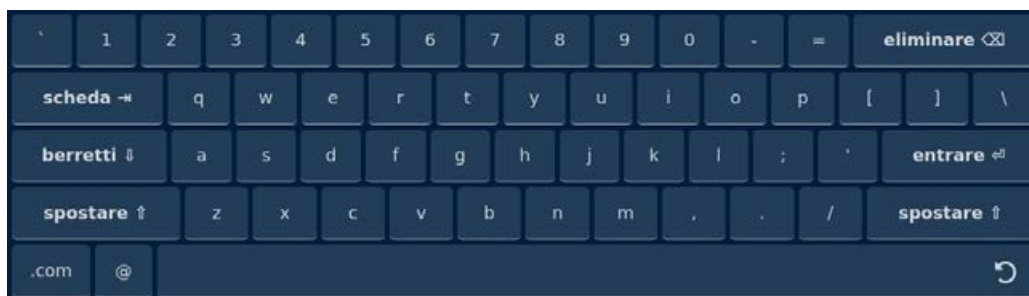 ` 1 2 3 4 5 6 7 8 9 0 - = eliminare ⌫
scheda ⇥ q w e r t y u i o p [ ] \
berretti ⇩ a s d f g h j k l ; ' entrare ⏎
spostare ⇧ z x c v b n m , . / spostare ⇧
.com @